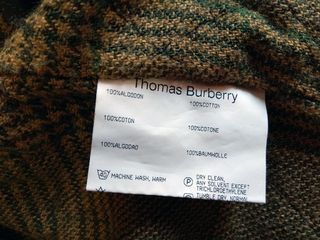 Thomas Burberry
100%ALGODON 100%COTTON
100%COTON 100%COTONE
100%ALGODAO 100%BAUMWOLLE
MACHINE WASH, WARM
DRY CLEAN,
ANY SOLVENT EXCEPT
TRICHLOROETHYLENE
TUMBLE DRY, NORMAL